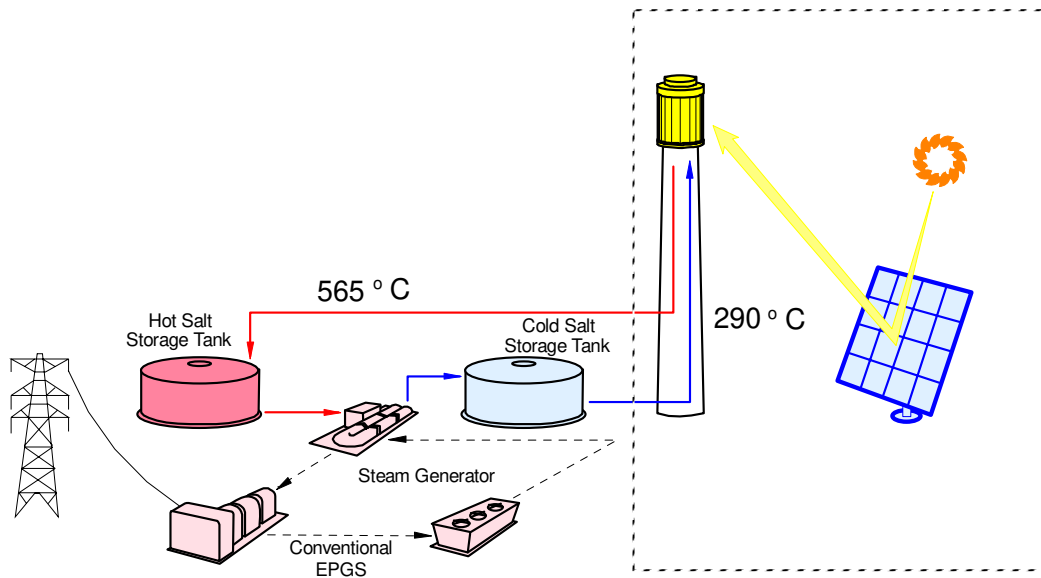 565 ° C
290 ° C
Hot Salt
Storage Tank
Cold Salt
Storage Tank
Steam Generator
Conventional
EPGS